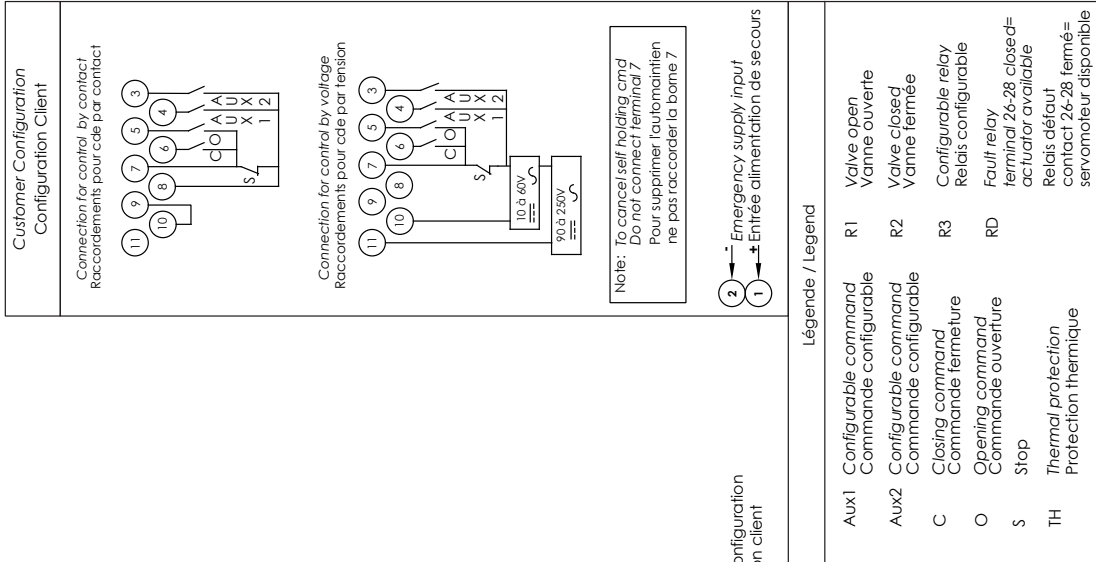 Customer Configuration
Configuration Client
Connection for control by contact
Raccordements pour cde par contact
11
9
10
7
8
5
6
3
4
S
C O
A A
U U
X X
1 2
Connection for control by voltage
Raccordements pour cde par tension
11
9
10
7
8
5
6
3
4
S
C O
A A
U U
X X
1 2
10 à 60V
90 à 250V
Note: To cancel self holding cmd
Do not connect terminal 7
Pour supprimer l'automaintien
ne pas raccorder la borne 7
2 - Emergency supply input
1 + Entrée alimentation de secours
onfiguration
on client
Légende / Legend
Aux1 Configurable command
Commande configurable
Aux2 Configurable command
Commande configurable
C Closing command
Commande fermeture
O Opening command
Commande ouverture
S Stop
TH Thermal protection
Protection thermique
R1 Valve open
Vanne ouverte
R2 Valve closed
Vanne fermée
R3 Configurable relay
Relais configurable
RD Fault relay
terminal 26-28 closed=
actuator available
Relais défaut
contact 26-28 fermé=
servomoteur disponible